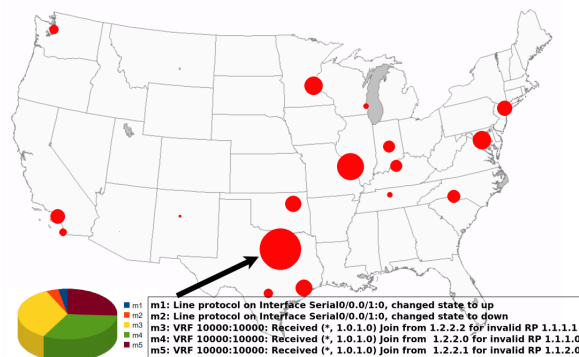 m1
m2
m3
m4
m5
m1: Line protocol on Interface Serial0/0.0/1:0, changed state to up
m2: Line protocol on Interface Serial0/0.0/1:0, changed state to down
m3: VRF 10000:10000: Received (*, 1.0.1.0) Join from 1.2.2.2 for invalid RP 1.1.1.1
m4: VRF 10000:10000: Received (*, 1.0.1.0) Join from 1.2.2.0 for invalid RP 1.1.1.0
m5: VRF 10000:10000: Received (*, 1.0.1.0) Join from 1.2.2.1 for invalid RP 1.1.2.0